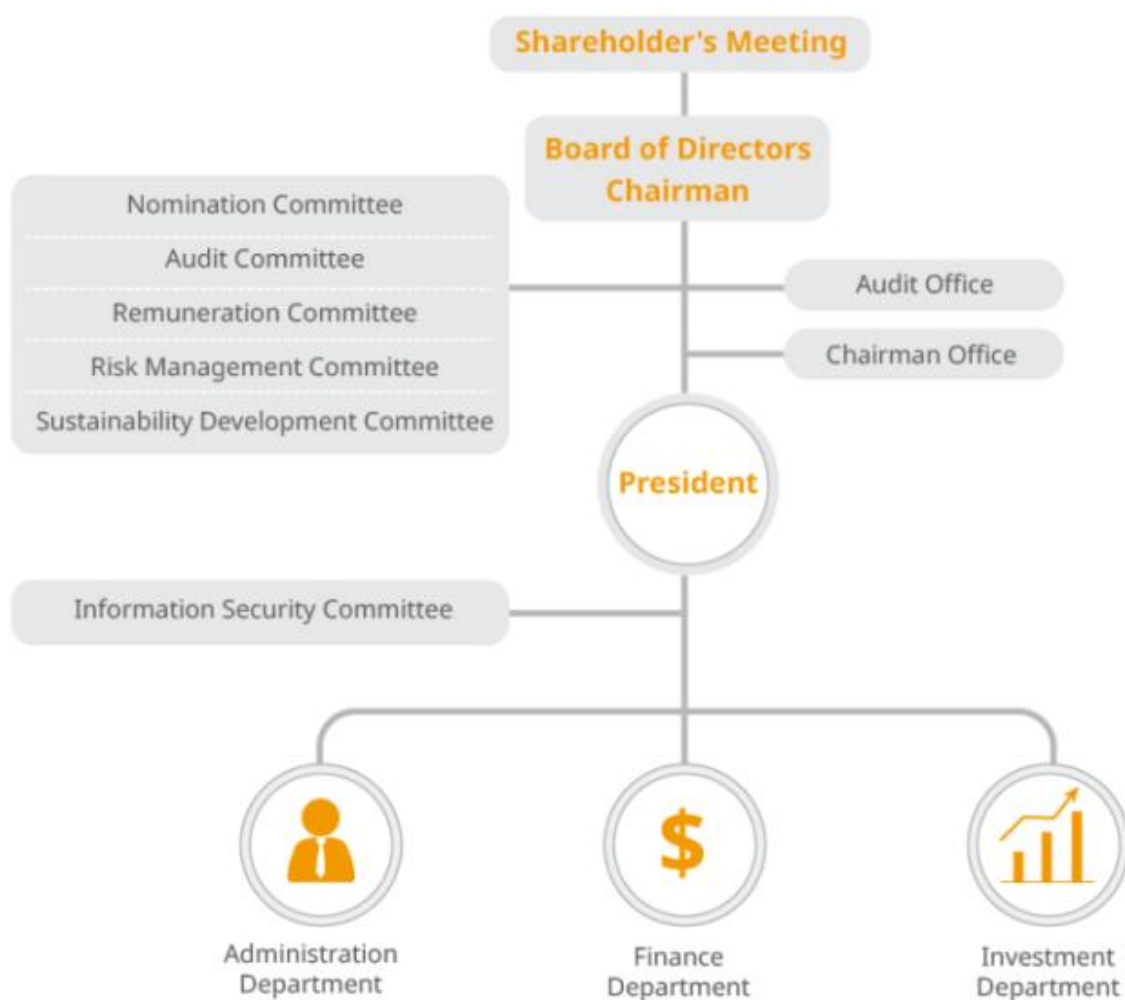 Shareholder's Meeting
Board of Directors
Chairman
Nomination Committee
Audit Committee
Remuneration Committee
Risk Management Committee
Sustainability Development Committee
Audit Office
Chairman Office
President
Information Security Committee
$
Administration
Department
Finance
Department
Investment
Department